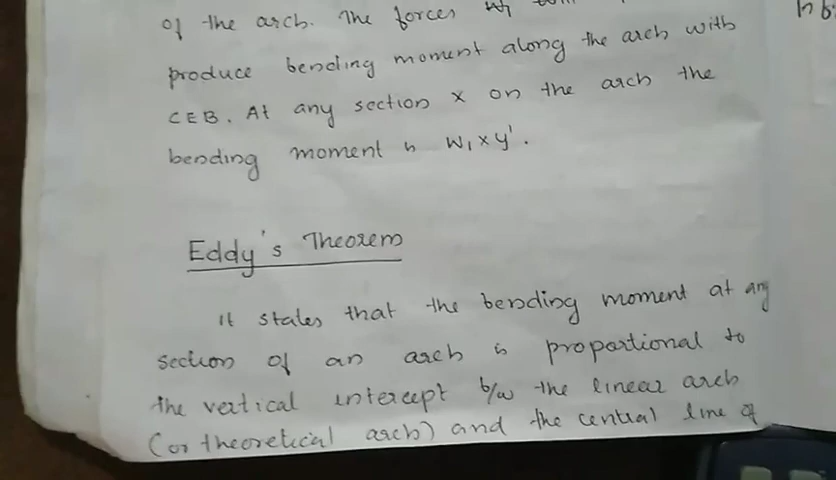 of the arch. The forces
produce bending moment along the arch with
CEB. At any section x on the arch the
bending moment is W₁ x y'.
Eddy's Theorem
It states that the bending moment at any
section of an arch is proportional to
the vertical intercept b/w the linear arch
(or theoretical arch) and the central line of